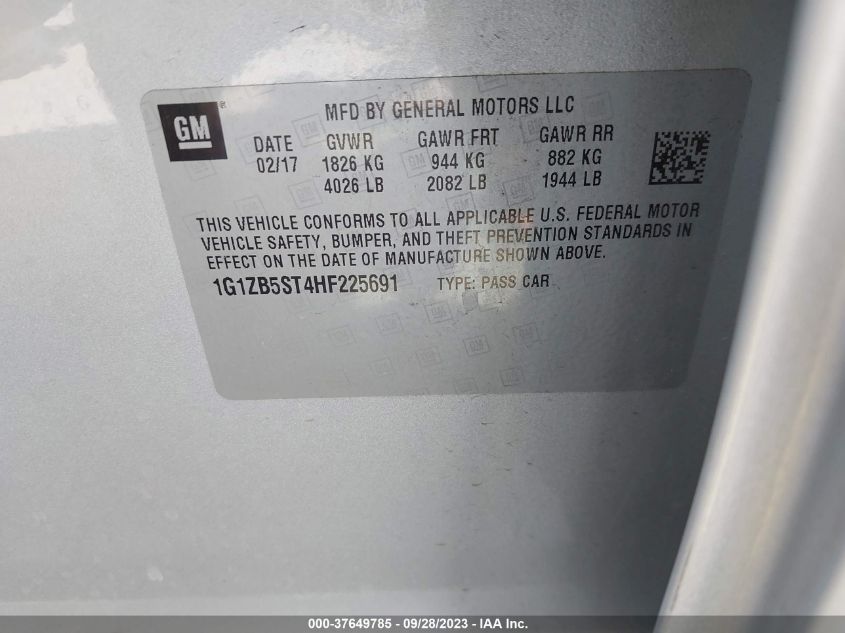 MFD BY GENERAL MOTORS LLC
GM®
DATE GVWR GAWR FRT GAWR RR
02/17 1826 KG 944 KG 882 KG
4026 LB 2082 LB 1944 LB
THIS VEHICLE CONFORMS TO ALL APPLICABLE U.S. FEDERAL MOTOR
VEHICLE SAFETY, BUMPER, AND THEFT PREVENTION STANDARDS IN
EFFECT ON THE DATE OF MANUFACTURE SHOWN ABOVE.
1G1ZB5ST4HF225691 TYPE: PASS CAR
000-37649785 - 09/28/2023 - IAA Inc.